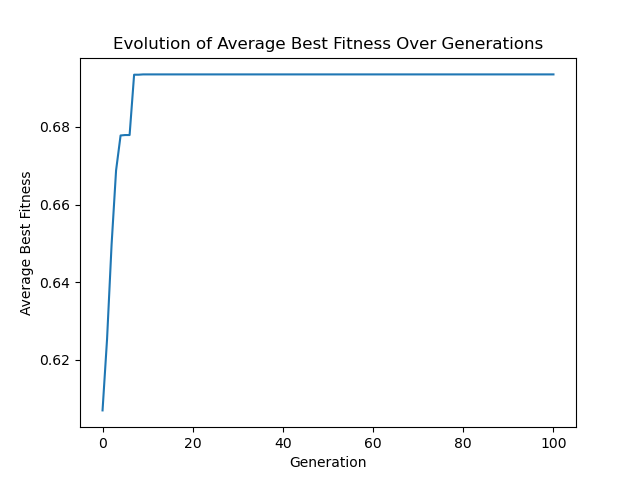 Evolution of Average Best Fitness Over Generations
Average Best Fitness
0.68
0.66
0.64
0.62
0 20 40 60 80 100
Generation